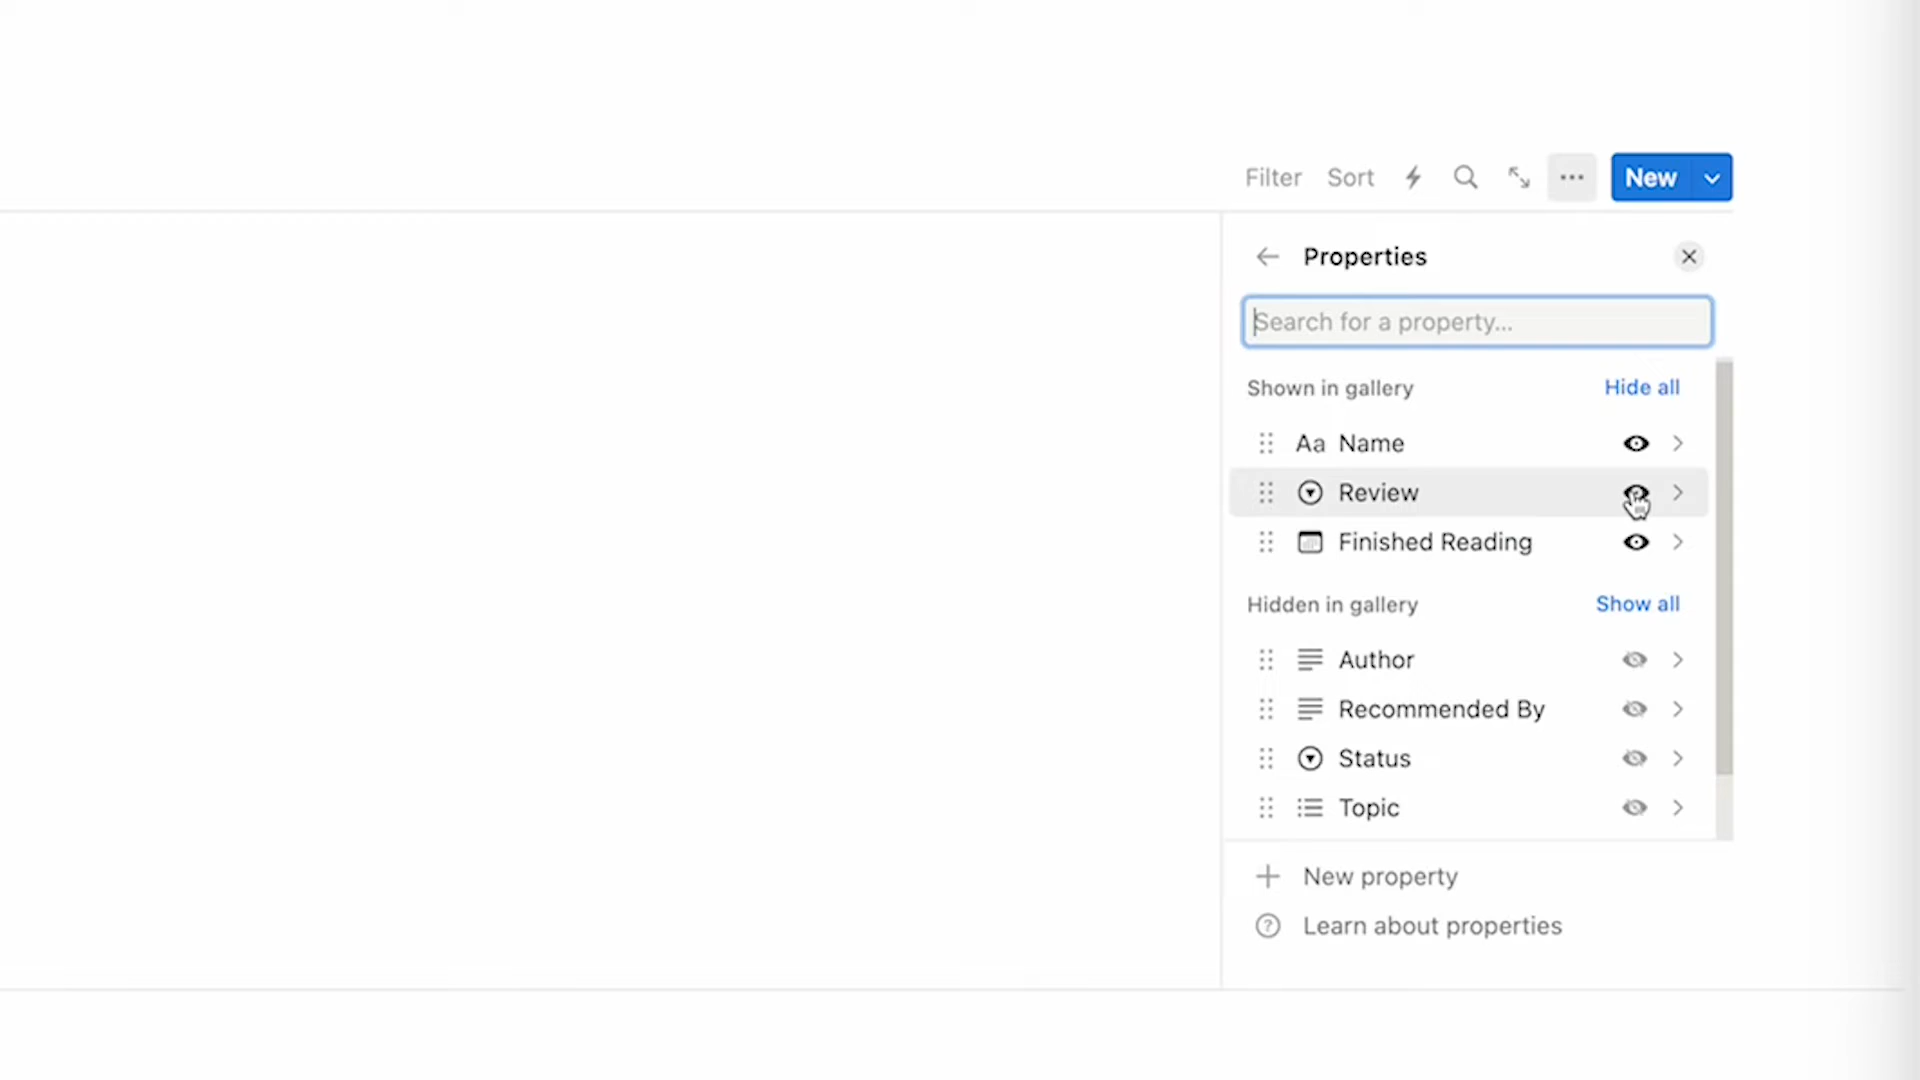 Filter Sort New
Properties
Search for a property...
Shown in gallery Hide all
Aa Name
Review
Finished Reading
Hidden in gallery Show all
Author
Recommended By
Status
Topic
New property
? Learn about properties